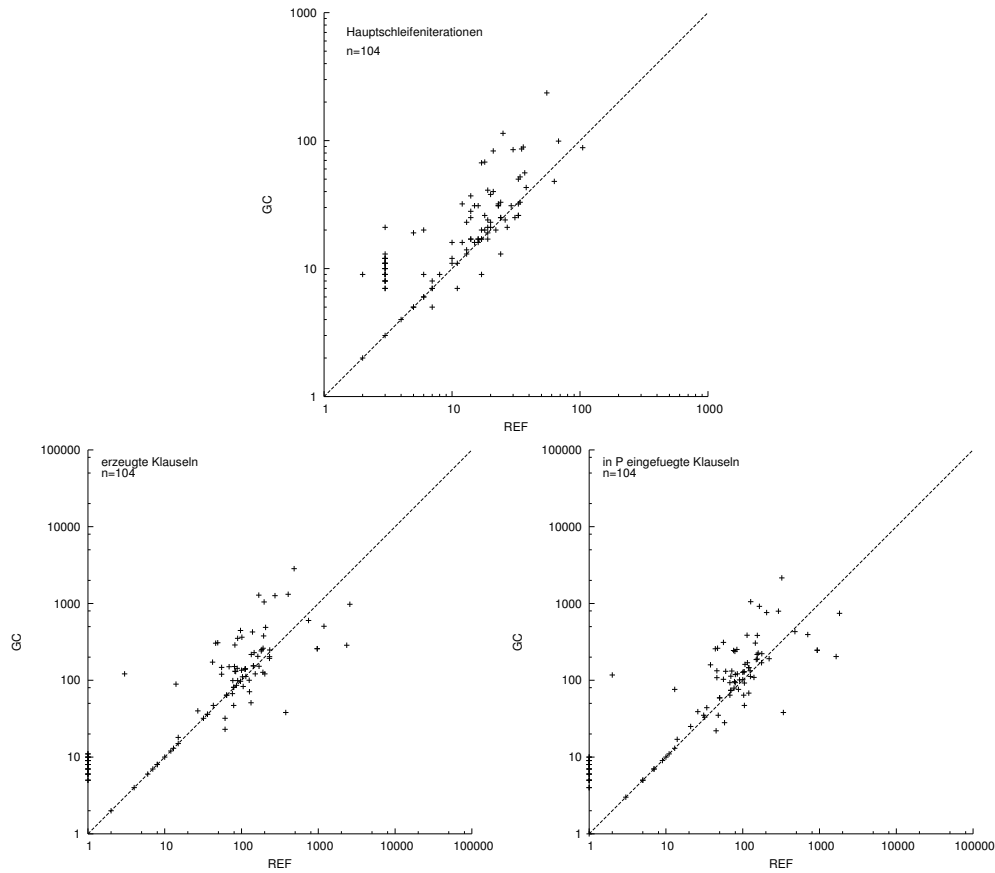 1000
Hauptschleifeniterationen
n=104
100
GC
10
1
1 10 100 1000
REF
100000
erzeugte Klauseln
n=104
10000
1000
GC
100
10
1
1 10 100 1000 10000 100000
REF
100000
in P eingefuegte Klauseln
n=104
10000
1000
GC
100
10
1
1 10 100 1000 10000 100000
REF